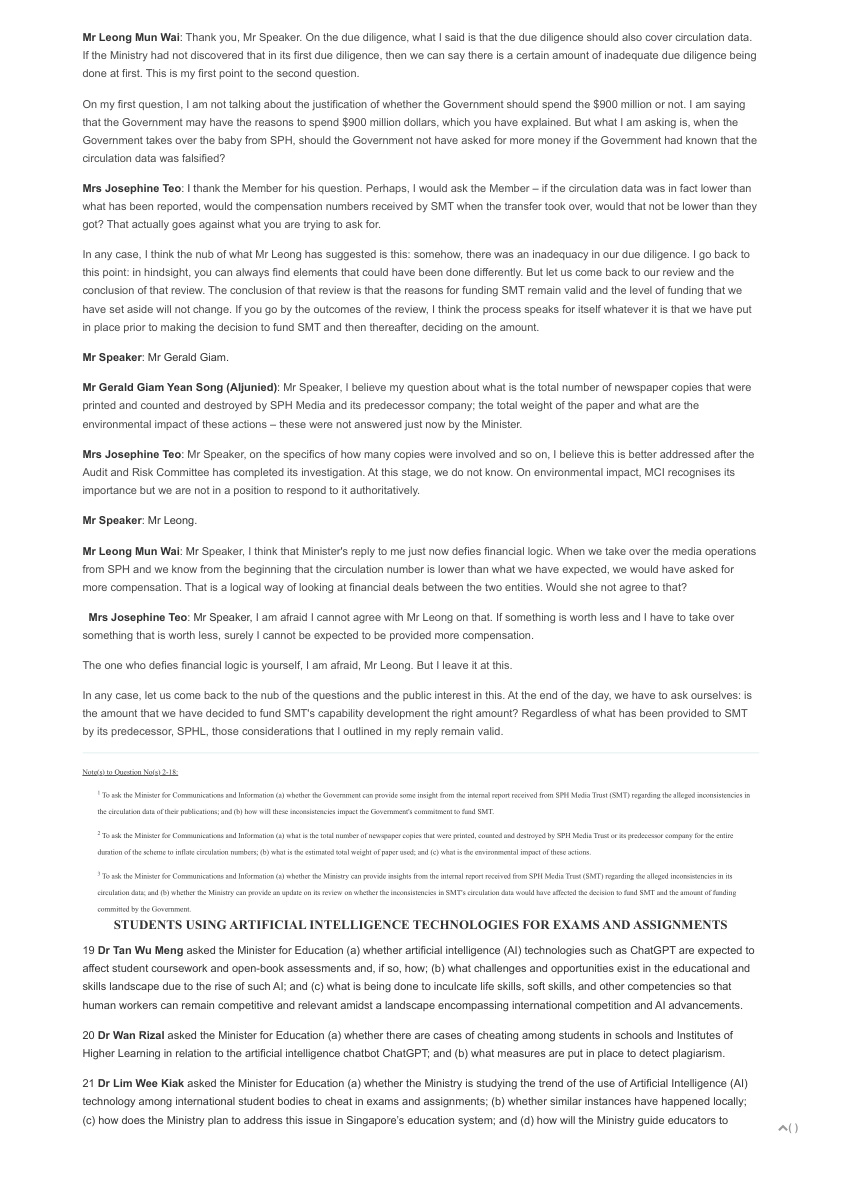 Mr Leong Mun Wai: Thank you, Mr Speaker. On the due diligence, what I said is that the due diligence should also cover circulation data.
If the Ministry had not discovered that in its first due diligence, then we can say there is a certain amount of inadequate due diligence being
done at first. This is my first point to the second question.
On my first question, I am not talking about the justification of whether the Government should spend the $900 million or not. I am saying
that the Government may have the reasons to spend $900 million dollars, which you have explained. But what I am asking is, when the
Government takes over the baby from SPH, should the Government not have asked for more money if the Government had known that the
circulation data was falsified?
Mrs Josephine Teo: I thank the Member for his question. Perhaps, I would ask the Member – if the circulation data was in fact lower than
what has been reported, would the compensation numbers received by SMT when the transfer took over, would that not be lower than they
got? That actually goes against what you are trying to ask for.
In any case, I think the nub of what Mr Leong has suggested is this: somehow, there was an inadequacy in our due diligence. I go back to
this point: in hindsight, you can always find elements that could have been done differently. But let us come back to our review and the
conclusion of that review. The conclusion of that review is that the reasons for funding SMT remain valid and the level of funding that we
have set aside will not change. If you go by the outcomes of the review, I think the process speaks for itself whatever it is that we have put
in place prior to making the decision to fund SMT and then thereafter, deciding on the amount.
Mr Speaker: Mr Gerald Giam.
Mr Gerald Giam Yean Song (Aljunied): Mr Speaker, I believe my question about what is the total number of newspaper copies that were
printed and counted and destroyed by SPH Media and its predecessor company; the total weight of the paper and what are the
environmental impact of these actions – these were not answered just now by the Minister.
Mrs Josephine Teo: Mr Speaker, on the specifics of how many copies were involved and so on, I believe this is better addressed after the
Audit and Risk Committee has completed its investigation. At this stage, we do not know. On environmental impact, MCI recognises its
importance but we are not in a position to respond to it authoritatively.
Mr Speaker: Mr Leong.
Mr Leong Mun Wai: Mr Speaker, I think that Minister's reply to me just now defies financial logic. When we take over the media operations
from SPH and we know from the beginning that the circulation number is lower than what we have expected, we would have asked for
more compensation. That is a logical way of looking at financial deals between the two entities. Would she not agree to that?
Mrs Josephine Teo: Mr Speaker, I am afraid I cannot agree with Mr Leong on that. If something is worth less and I have to take over
something that is worth less, surely I cannot be expected to be provided more compensation.
The one who defies financial logic is yourself, I am afraid, Mr Leong. But I leave it at this.
In any case, let us come back to the nub of the questions and the public interest in this. At the end of the day, we have to ask ourselves: is
the amount that we have decided to fund SMT's capability development the right amount? Regardless of what has been provided to SMT
by its predecessor, SPHL, those considerations that I outlined in my reply remain valid.
Note(s) to Question No(s) 2-18:
1 To ask the Minister for Communications and Information (a) whether the Government can provide some insight from the internal report received from SPH Media Trust (SMT) regarding the alleged inconsistencies in
the circulation data of their publications; and (b) how will these inconsistencies impact the Government's commitment to fund SMT.
2 To ask the Minister for Communications and Information (a) what is the total number of newspaper copies that were printed, counted and destroyed by SPH Media Trust or its predecessor company for the entire
duration of the scheme to inflate circulation numbers; (b) what is the estimated total weight of paper used; and (c) what is the environmental impact of these actions.
3 To ask the Minister for Communications and Information (a) whether the Ministry can provide insights from the internal report received from SPH Media Trust (SMT) regarding the alleged inconsistencies in its
circulation data; and (b) whether the Ministry can provide an update on its review on whether the inconsistencies in SMT's circulation data would have affected the decision to fund SMT and the amount of funding
committed by the Government.
STUDENTS USING ARTIFICIAL INTELLIGENCE TECHNOLOGIES FOR EXAMS AND ASSIGNMENTS
19 Dr Tan Wu Meng asked the Minister for Education (a) whether artificial intelligence (AI) technologies such as ChatGPT are expected to
affect student coursework and open-book assessments and, if so, how; (b) what challenges and opportunities exist in the educational and
skills landscape due to the rise of such AI; and (c) what is being done to inculcate life skills, soft skills, and other competencies so that
human workers can remain competitive and relevant amidst a landscape encompassing international competition and AI advancements.
20 Dr Wan Rizal asked the Minister for Education (a) whether there are cases of cheating among students in schools and Institutes of
Higher Learning in relation to the artificial intelligence chatbot ChatGPT; and (b) what measures are put in place to detect plagiarism.
21 Dr Lim Wee Kiak asked the Minister for Education (a) whether the Ministry is studying the trend of the use of Artificial Intelligence (AI)
technology among international student bodies to cheat in exams and assignments; (b) whether similar instances have happened locally;
(c) how does the Ministry plan to address this issue in Singapore's education system; and (d) how will the Ministry guide educators to
( )